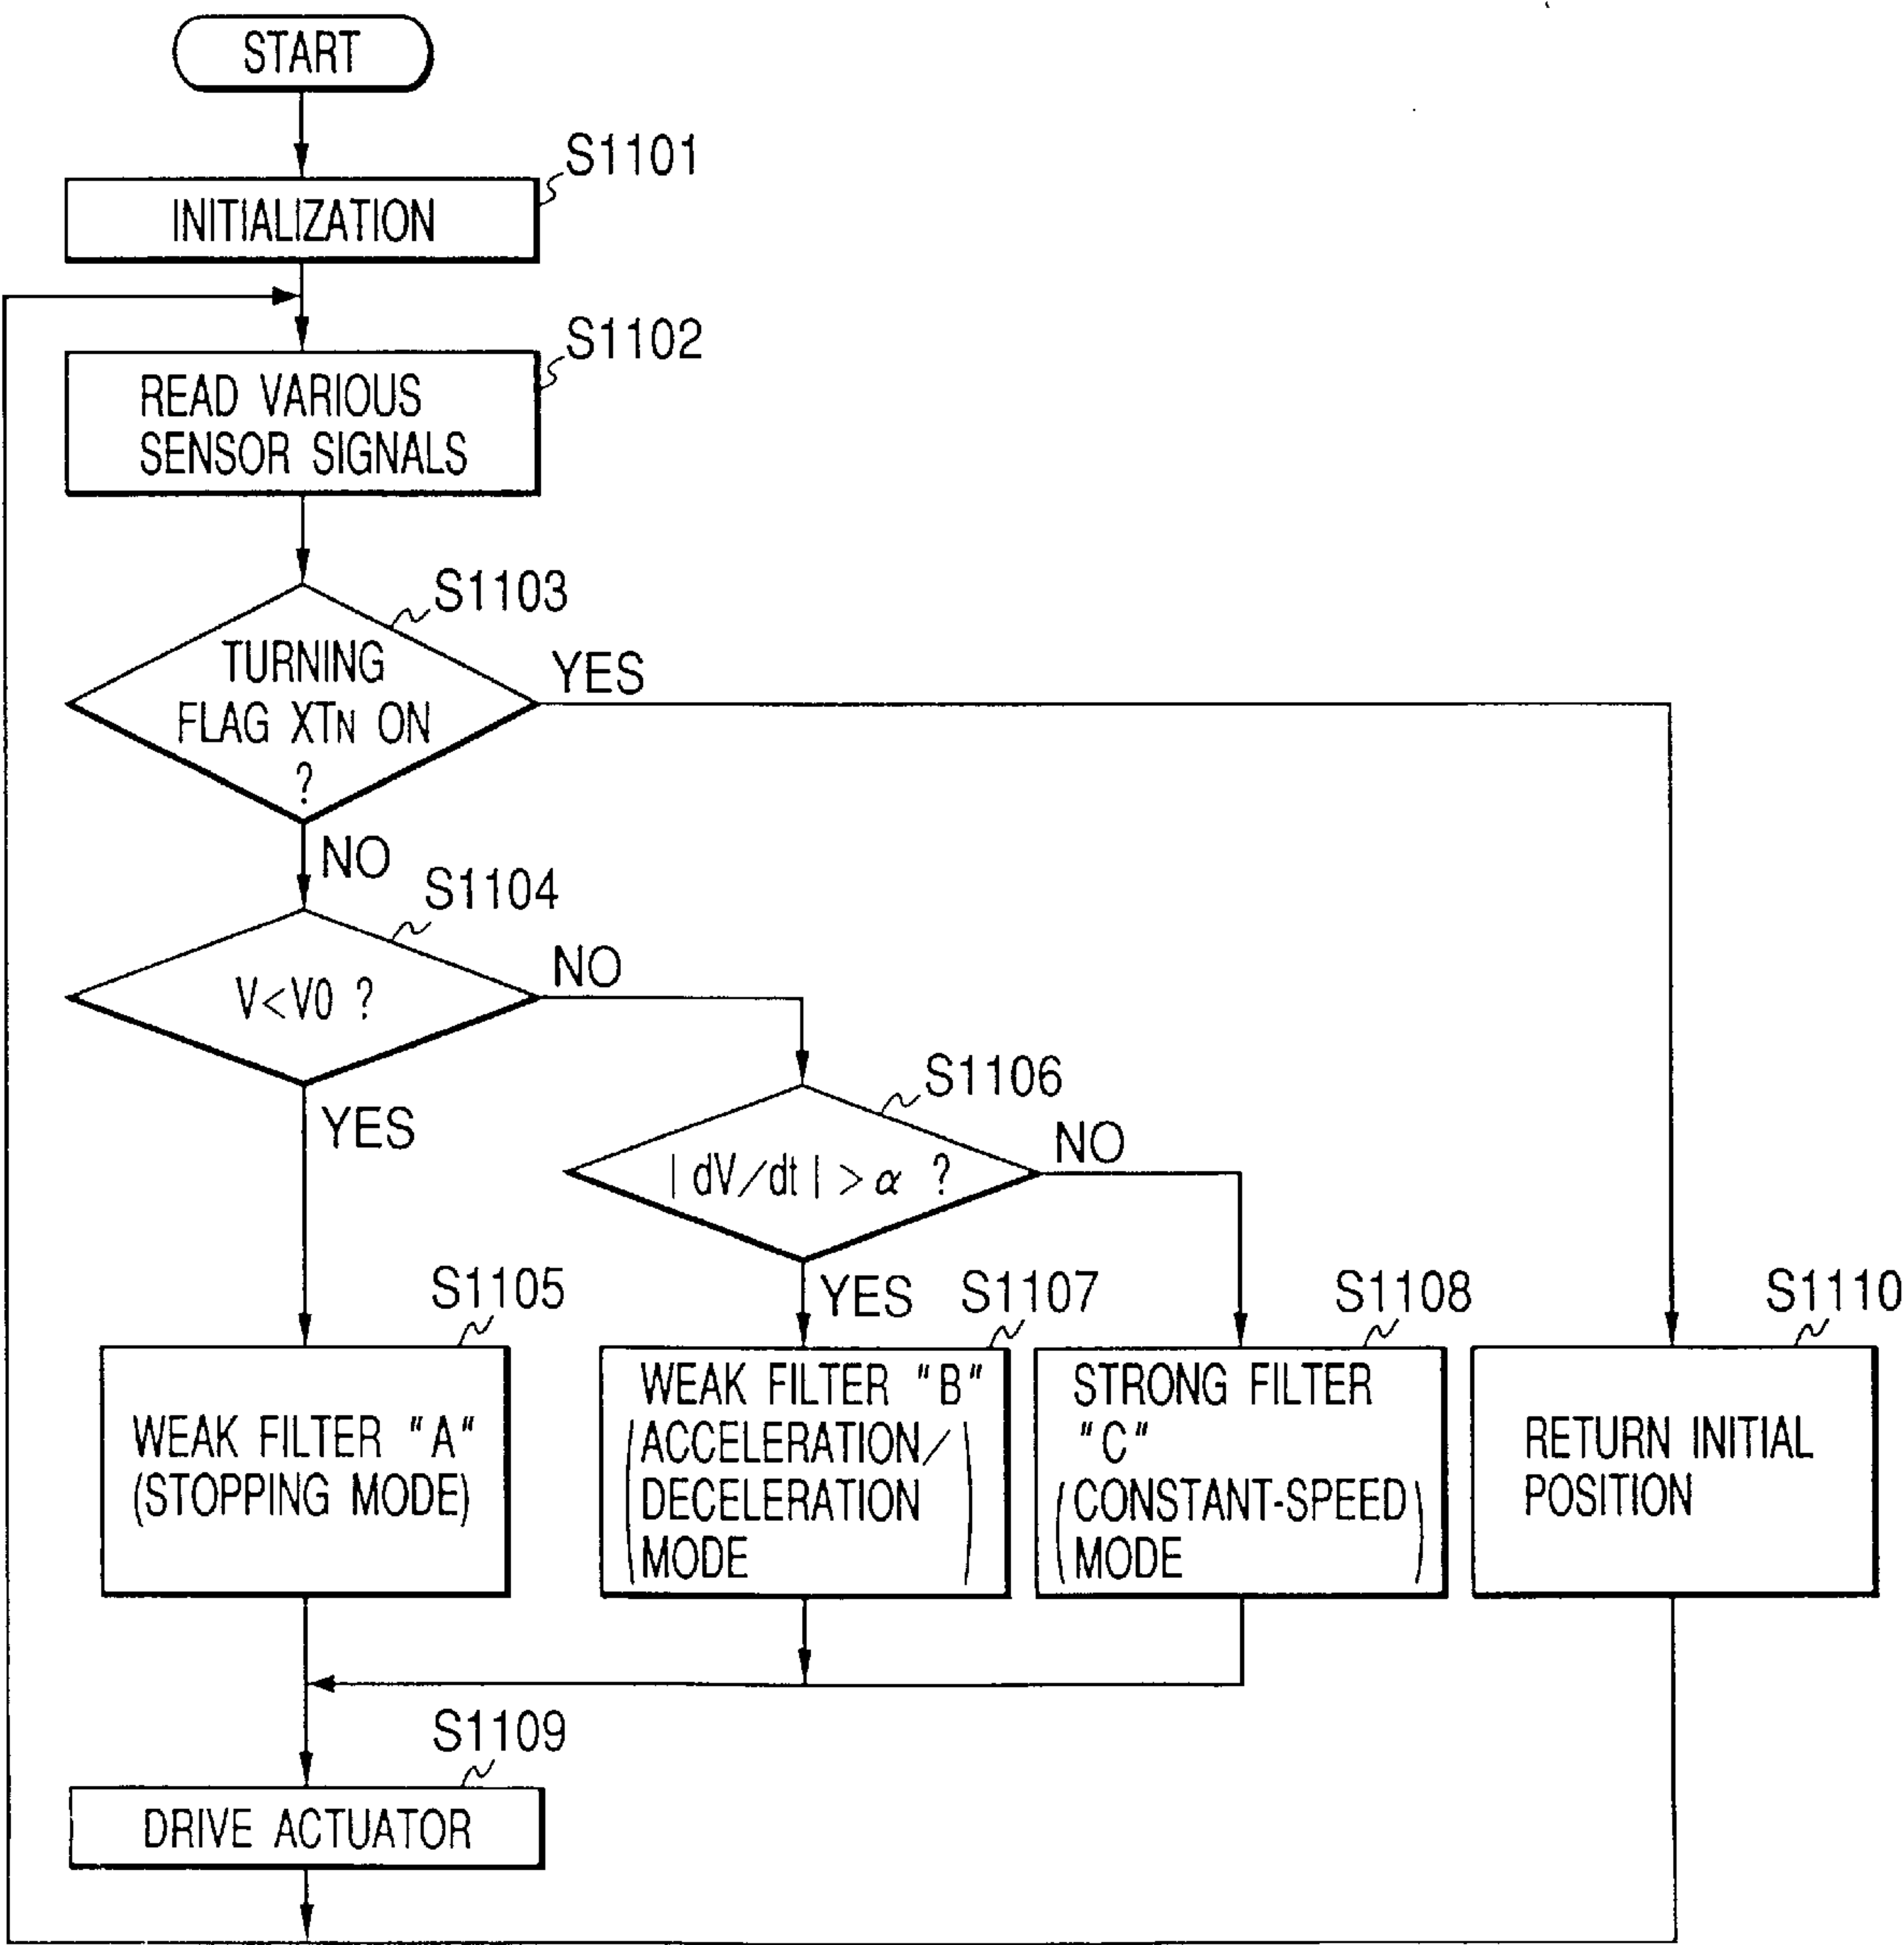 START
S1101
INITIALIZATION
S1102
READ VARIOUS
SENSOR SIGNALS
S1103
TURNING
FLAG XTN ON
?
YES
NO
S1104
V<V0 ?
NO
YES
S1106
| dV/dt | > α ?
NO
YES
S1105
WEAK FILTER "A"
(STOPPING MODE)
S1107
WEAK FILTER "B"
(ACCELERATION/
DECELERATION
MODE)
S1108
STRONG FILTER
"C"
(CONSTANT-SPEED
MODE)
S1110
RETURN INITIAL
POSITION
S1109
DRIVE ACTUATOR